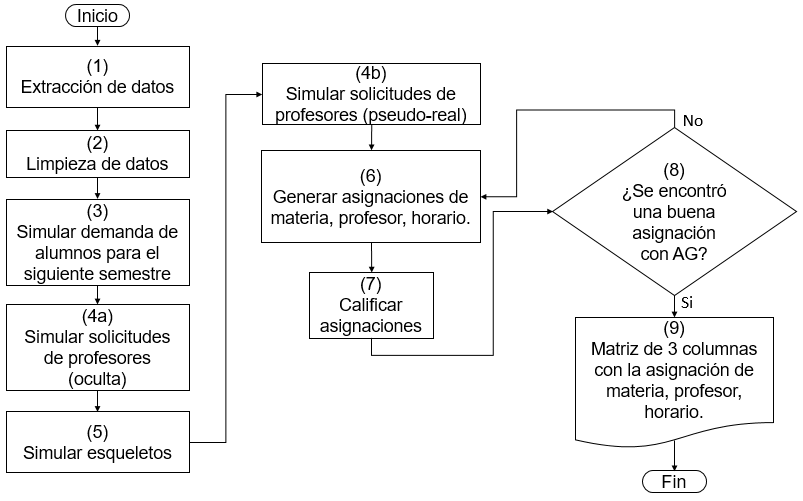 Inicio
(1)
Extracción de datos
(2)
Limpieza de datos
(3)
Simular demanda de
alumnos para el
siguiente semestre
(4a)
Simular solicitudes
de profesores
(oculta)
(5)
Simular esqueletos
(4b)
Simular solicitudes de
profesores (pseudo-real)
(6)
Generar asignaciones de
materia, profesor, horario.
(7)
Calificar
asignaciones
No
(8)
¿Se encontró
una buena
asignación
con AG?
Si
(9)
Matriz de 3 columnas
con la asignación de
materia, profesor,
horario.
Fin